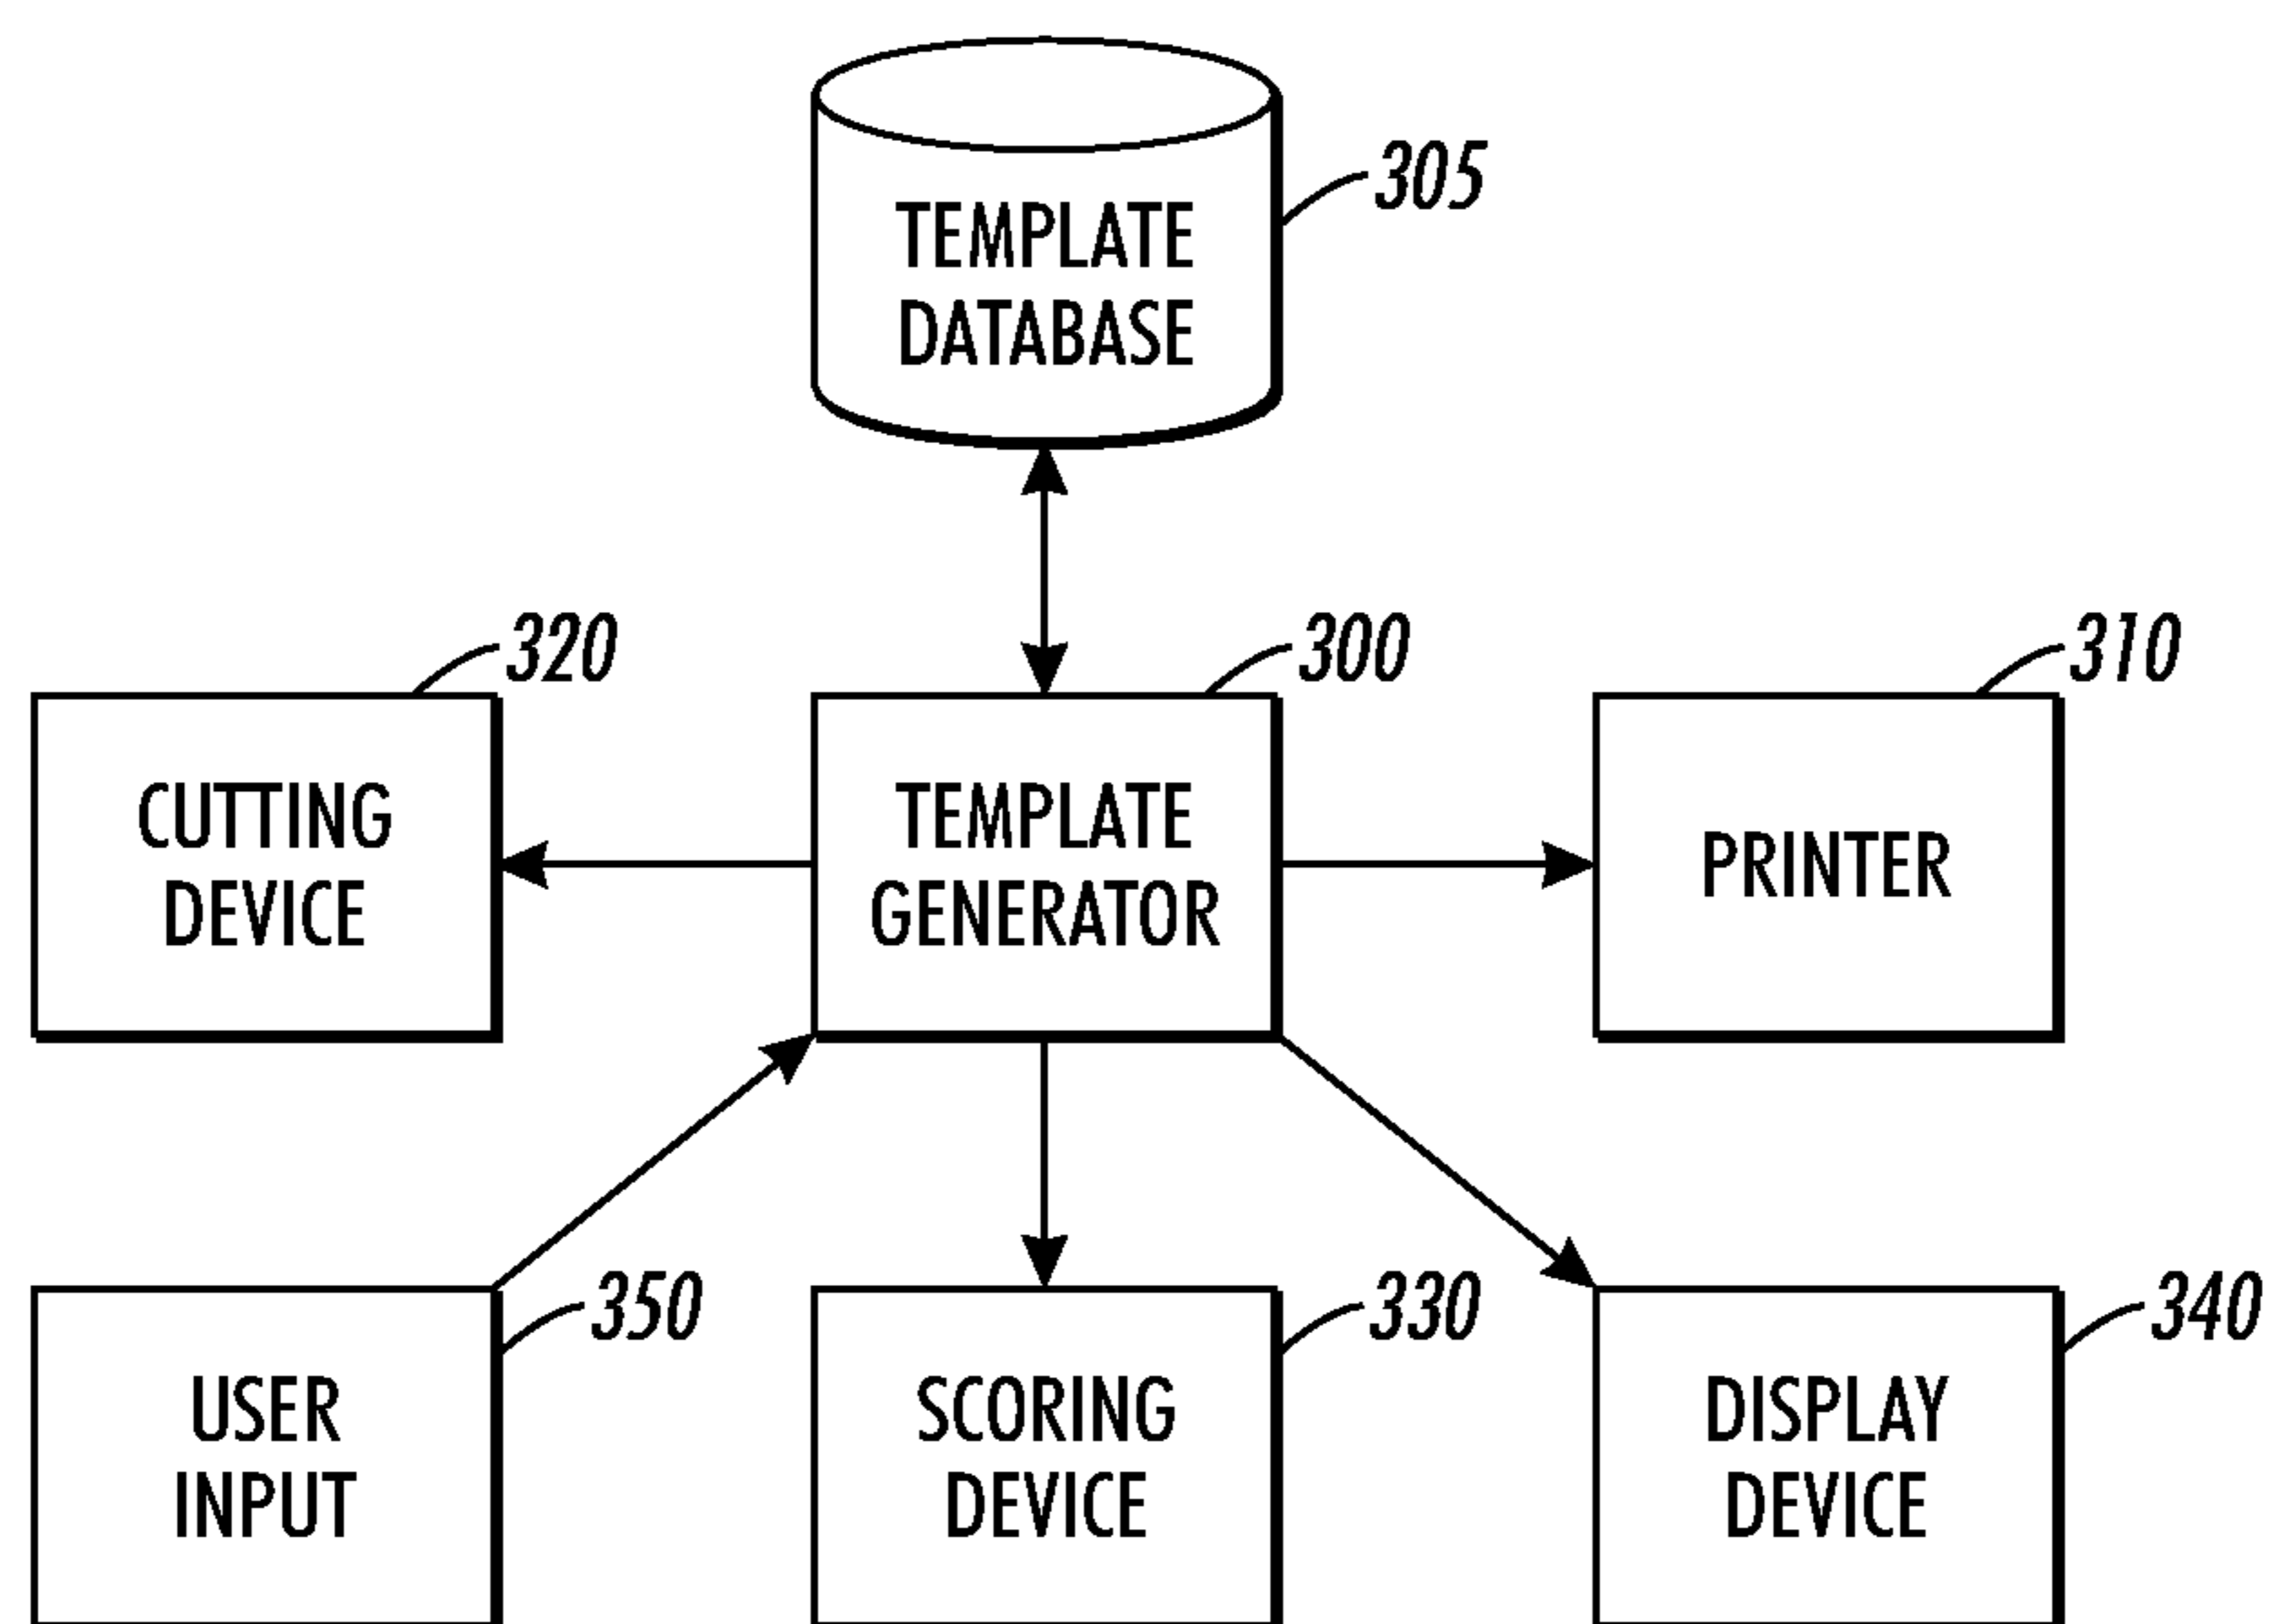 305
TEMPLATE
DATABASE
320
300
310
CUTTING
DEVICE
TEMPLATE
GENERATOR
PRINTER
350
330
340
USER
INPUT
SCORING
DEVICE
DISPLAY
DEVICE